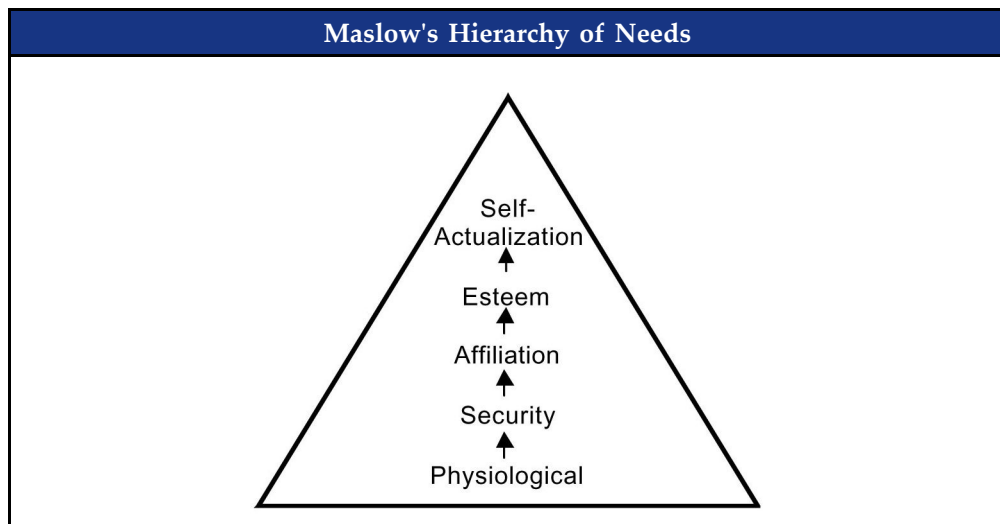 Maslow's Hierarchy of Needs
Self-
Actualization
Esteem
Affiliation
Security
Physiological